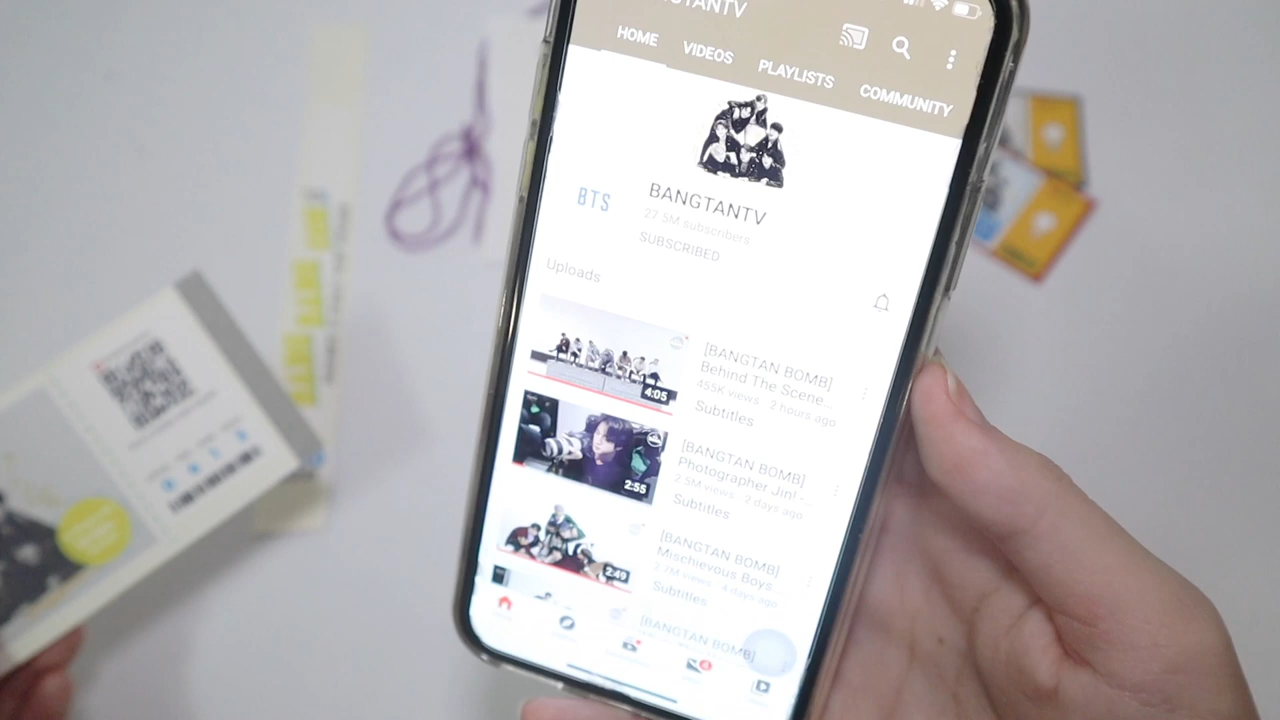 GTANTV
HOME VIDEOS PLAYLISTS COMMUNITY
BTS
BANGTANTV
27.5M subscribers
SUBSCRIBED
Uploads
4:05
[BANGTAN BOMB]
Behind The Scene...
455K views · 2 hours ago
Subtitles
2:55
[BANGTAN BOMB]
Photographer Jin! -...
2.5M views · 2 days ago
Subtitles
2:49
[BANGTAN BOMB]
Mischievous Boys...
2.7M views · 4 days ago
Subtitles
[BANGTAN BOMB]